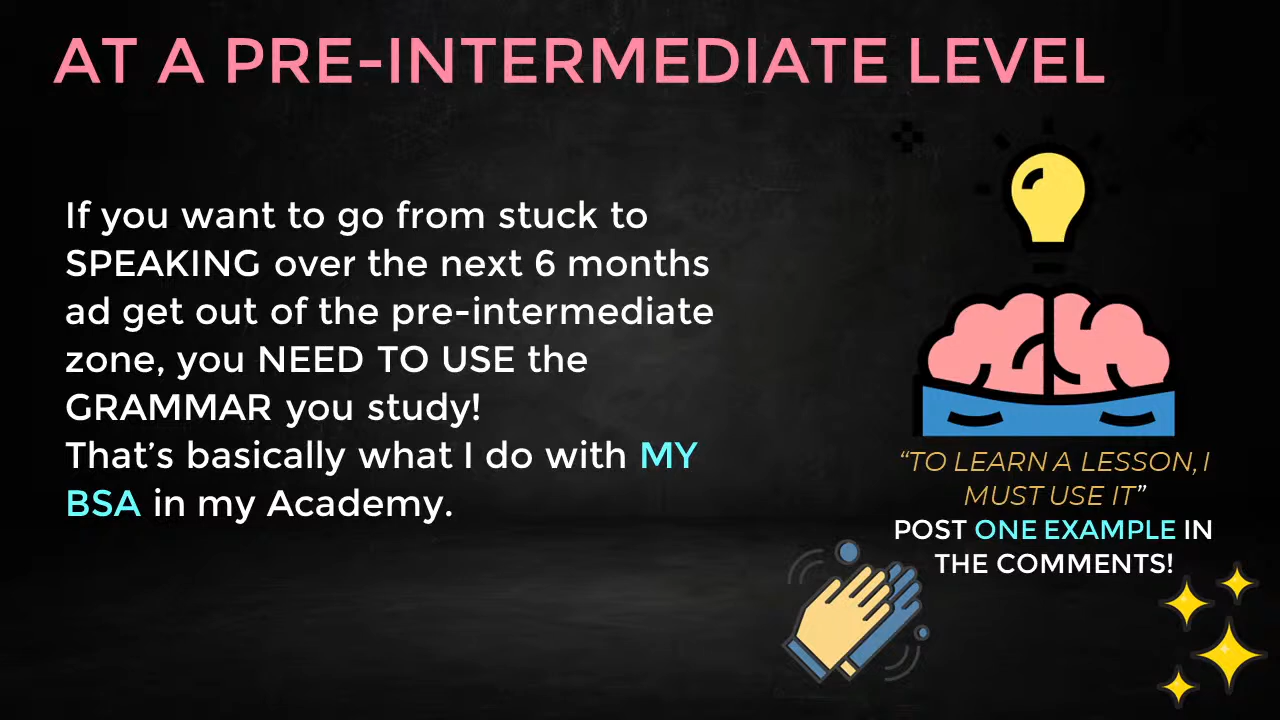 AT A PRE-INTERMEDIATE LEVEL
If you want to go from stuck to
SPEAKING over the next 6 months
ad get out of the pre-intermediate
zone, you NEED TO USE the
GRAMMAR you study!
That's basically what I do with MY
BSA in my Academy.
“TO LEARN A LESSON, I
MUST USE IT”
POST ONE EXAMPLE IN
THE COMMENTS!